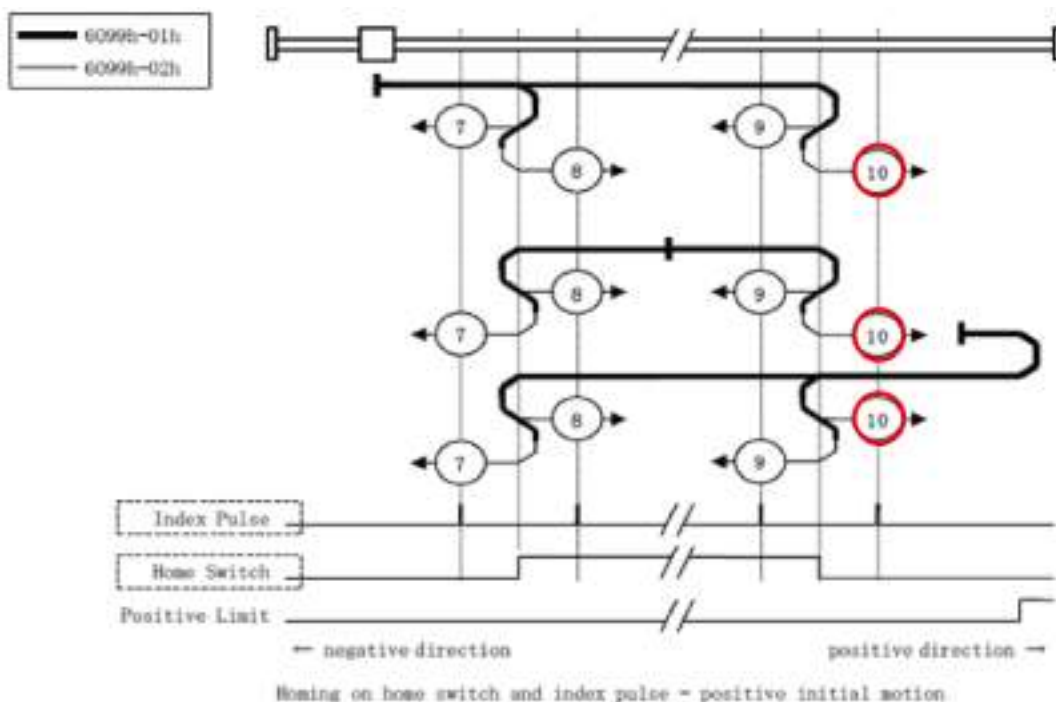 6099h-01h
6099h-02h
7
9
8
10
8
9
7
10
8
10
7
9
Index Pulse
Home Switch
Positive Limit
← negative direction
positive direction →
Homing on home switch and index pulse - positive initial motion